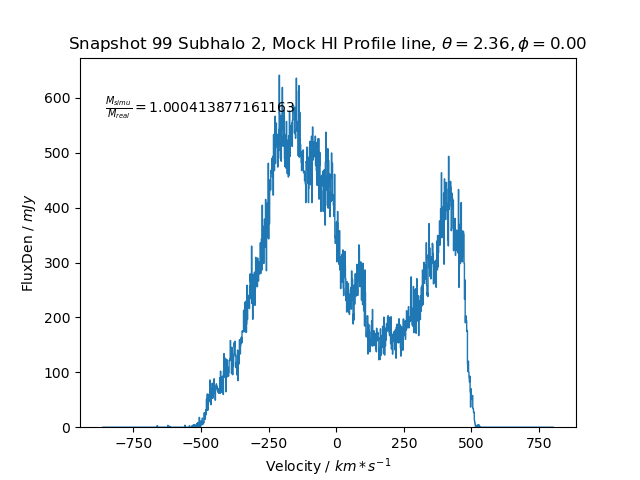 Snapshot 99 Subhalo 2, Mock HI Profile line, θ = 2.36, ϕ = 0.00
M_simu/M_real = 1.000413877161163
FluxDen / mJy
600
500
400
300
200
100
0
−750 −500 −250 0 250 500 750
Velocity / km*s⁻¹